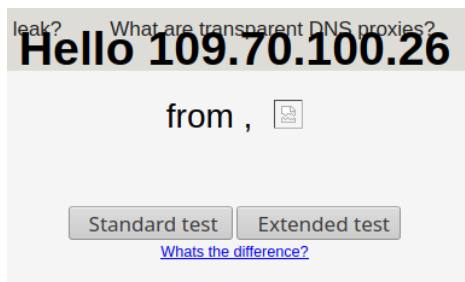 leak? What are transparent DNS proxies?
Hello 109.70.100.26
from ,
Standard test Extended test
Whats the difference?